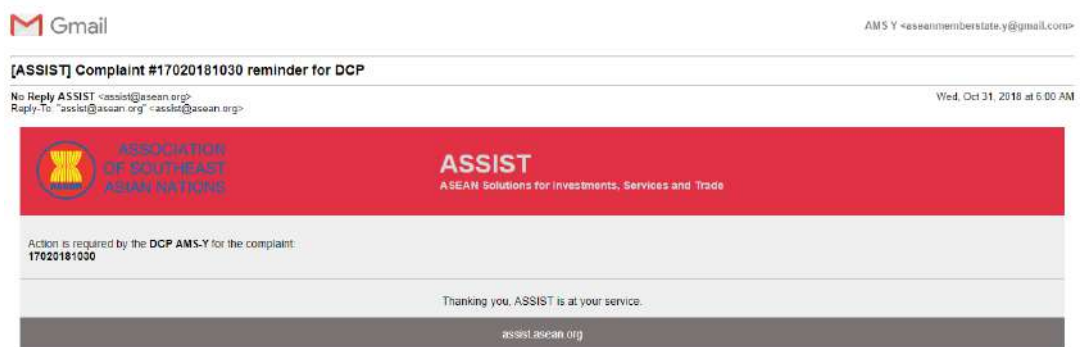 Gmail
AMS Y <aseanmemberstate.y@gmail.com>
[ASSIST] Complaint #17020181030 reminder for DCP
No Reply ASSIST <assist@asean.org>
Wed, Oct 31, 2018 at 6:00 AM
Reply-To: "assist@asean.org" <assist@asean.org>
ASSOCIATION
OF SOUTHEAST
ASIAN NATIONS
asean
ASSIST
ASEAN Solutions for Investments, Services and Trade
Action is required by the DCP AMS-Y for the complaint:
17020181030
Thanking you, ASSIST is at your service.
assist.asean.org